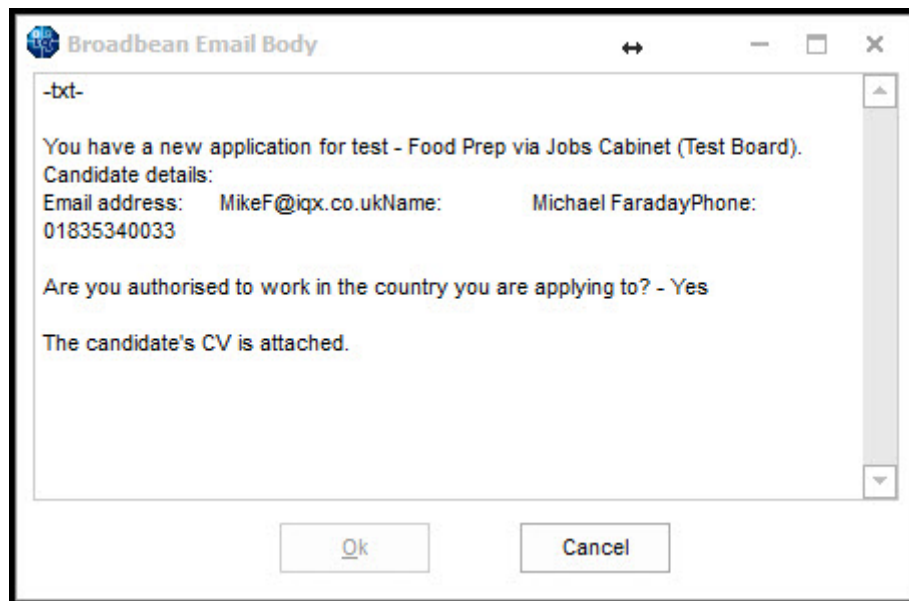 Broadbean Email Body
-txt-
You have a new application for test - Food Prep via Jobs Cabinet (Test Board).
Candidate details:
Email address: MikeF@iqx.co.ukName: Michael FaradayPhone:
01835340033
Are you authorised to work in the country you are applying to? - Yes
The candidate's CV is attached.
Ok
Cancel